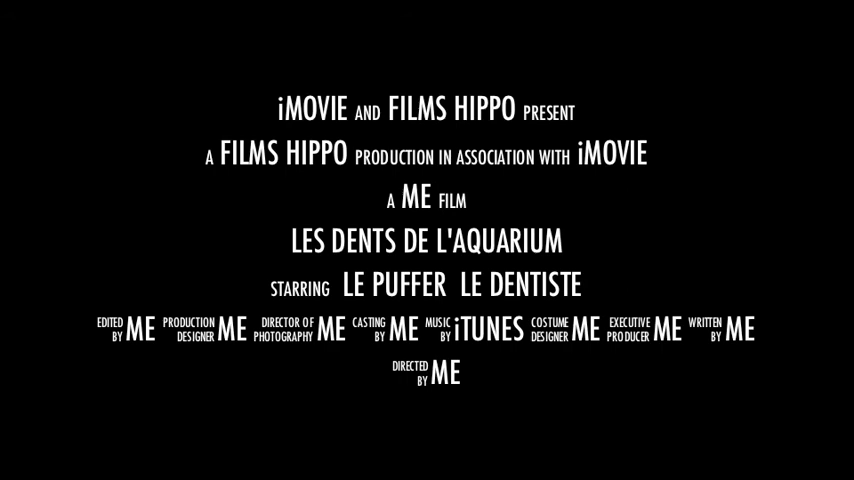 iMOVIE AND FILMS HIPPO PRESENT
A FILMS HIPPO PRODUCTION IN ASSOCIATION WITH iMOVIE
A ME FILM
LES DENTS DE L'AQUARIUM
STARRING LE PUFFER LE DENTISTE
EDITED BY ME PRODUCTION DESIGNER ME DIRECTOR OF PHOTOGRAPHY ME CASTING BY ME MUSIC BY iTUNES COSTUME DESIGNER ME EXECUTIVE PRODUCER ME WRITTEN BY ME
DIRECTED BY ME